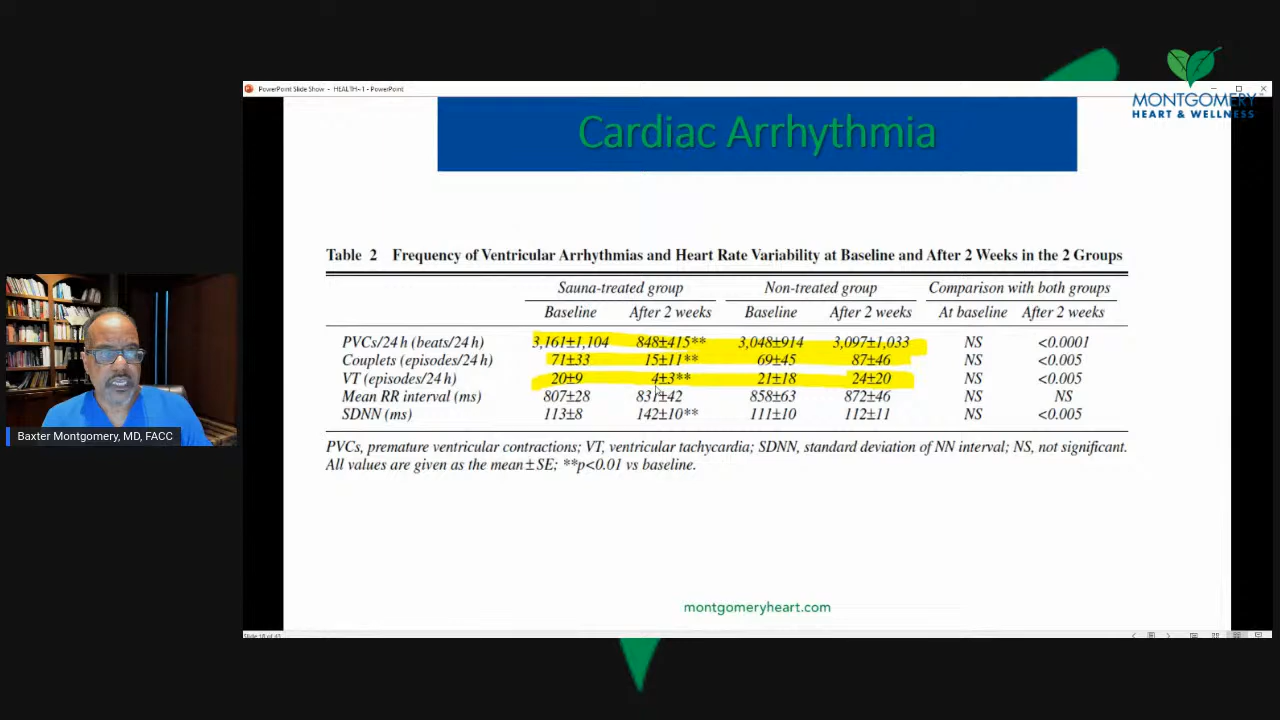 PowerPoint Slide Show - HEALTH~1 - PowerPoint
MONTGOMERY
HEART & WELLNESS
Cardiac Arrhythmia
Table 2 Frequency of Ventricular Arrhythmias and Heart Rate Variability at Baseline and After 2 Weeks in the 2 Groups
Sauna-treated group Non-treated group Comparison with both groups
Baseline After 2 weeks Baseline After 2 weeks At baseline After 2 weeks
PVCs/24 h (beats/24 h) 3,161±1,104 848±415** 3,048±914 3,097±1,033 NS <0.0001
Couplets (episodes/24 h) 71±33 15±11** 69±45 87±46 NS <0.005
VT (episodes/24 h) 20±9 4±3** 21±18 24±20 NS <0.005
Mean RR interval (ms) 807±28 831±42 858±63 872±46 NS NS
SDNN (ms) 113±8 142±10** 111±10 112±11 NS <0.005
PVCs, premature ventricular contractions; VT, ventricular tachycardia; SDNN, standard deviation of NN interval; NS, not significant.
All values are given as the mean±SE; **p<0.01 vs baseline.
Baxter Montgomery, MD, FACC
montgomeryheart.com